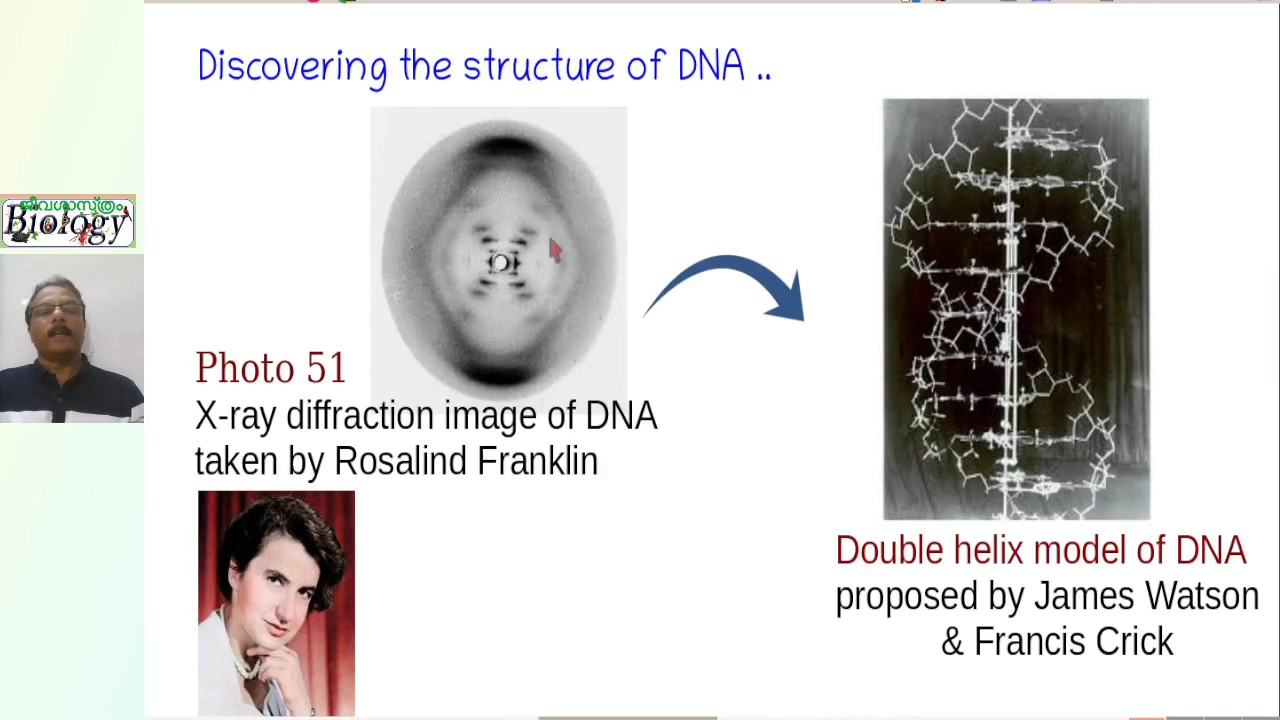 Discovering the structure of DNA ..
ജീവശാസ്ത്രം
Biology
Photo 51
X-ray diffraction image of DNA
taken by Rosalind Franklin
Double helix model of DNA
proposed by James Watson
& Francis Crick